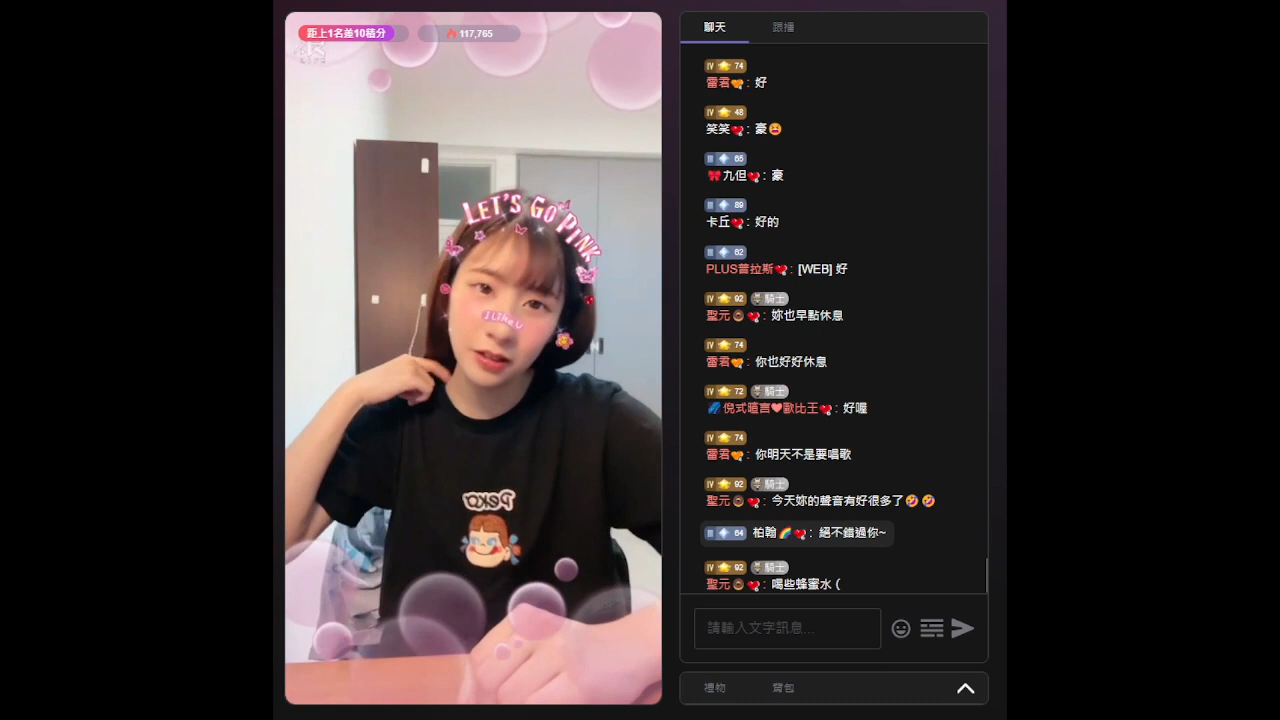 距上1名差10積分
117,765
LET'S GO PINK
I Like U
Peko
聊天
跟播
IV 74
雷君: 好
IV 48
笑笑: 豪
III 65
九但: 豪
III 89
卡丘: 好的
III 62
PLUS普拉斯: [WEB] 好
IV 92 騎士
聖元: 妳也早點休息
IV 74
雷君: 你也好好休息
IV 72 騎士
倪式暄言❤歐比王: 好喔
IV 74
雷君: 你明天不是要唱歌
IV 92 騎士
聖元: 今天妳的聲音有好很多了🤣🤣
III 64 柏翰🌈: 絕不錯過你~
IV 92 騎士
聖元: 喝些蜂蜜水 (
請輸入文字訊息...
禮物
背包